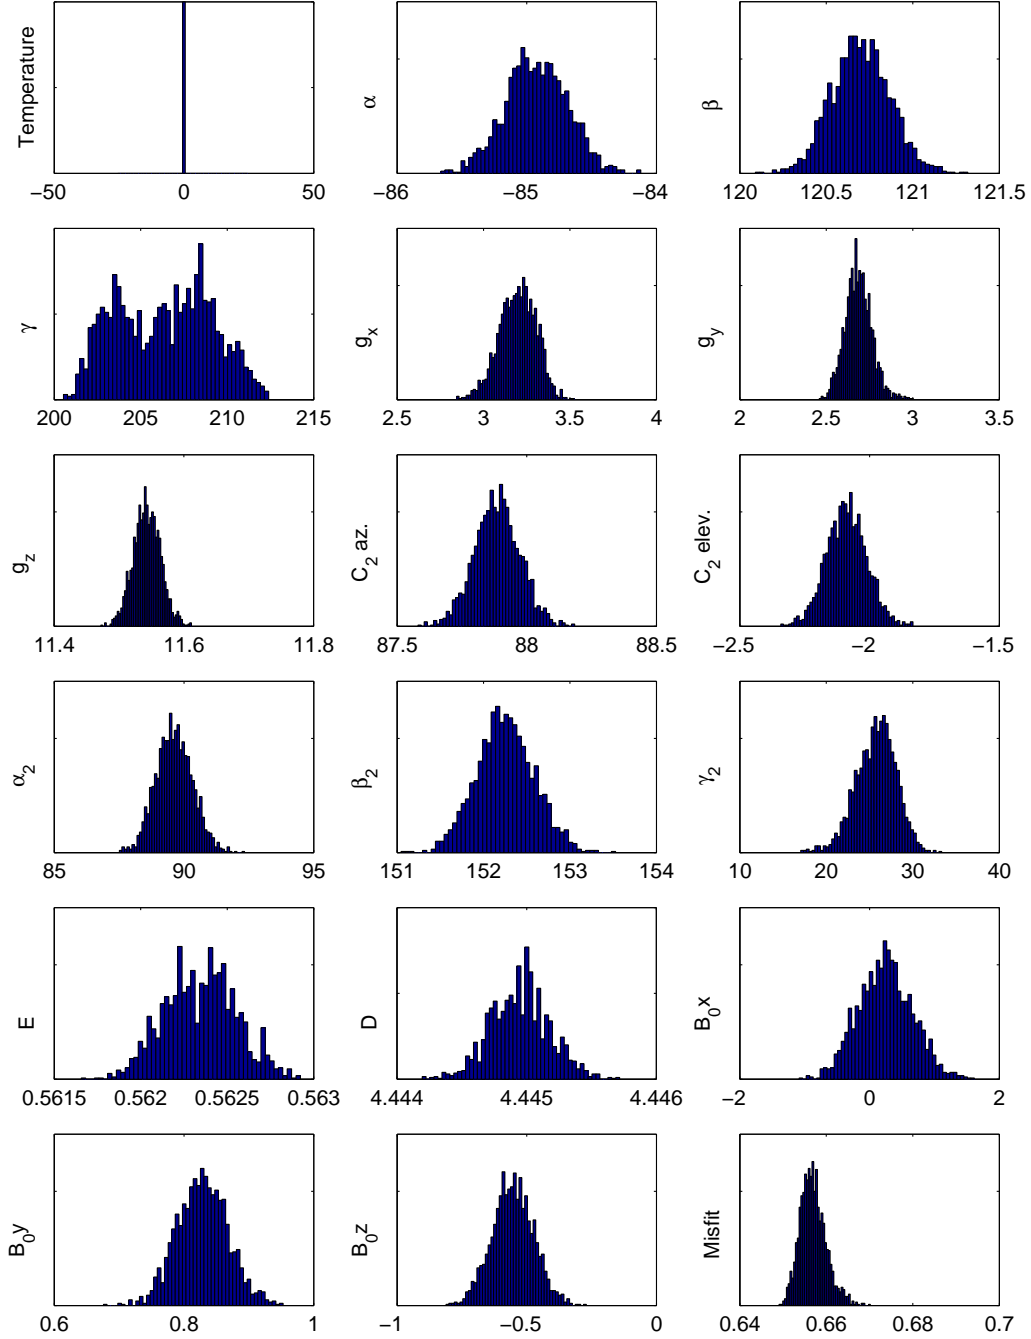 Temperature
−50 0 50
α
−86 −85 −84
β
120 120.5 121 121.5
γ
200 205 210 215
g_x
2.5 3 3.5 4
g_y
2 2.5 3 3.5
g_z
11.4 11.6 11.8
C_2 az.
87.5 88 88.5
C_2 elev.
−2.5 −2 −1.5
α_2
85 90 95
β_2
151 152 153 154
γ_2
10 20 30 40
E
0.5615 0.562 0.5625 0.563
D
4.444 4.445 4.446
B_0x
−2 0 2
B_0y
0.6 0.8 1
B_0z
−1 −0.5 0
Misfit
0.64 0.66 0.68 0.7